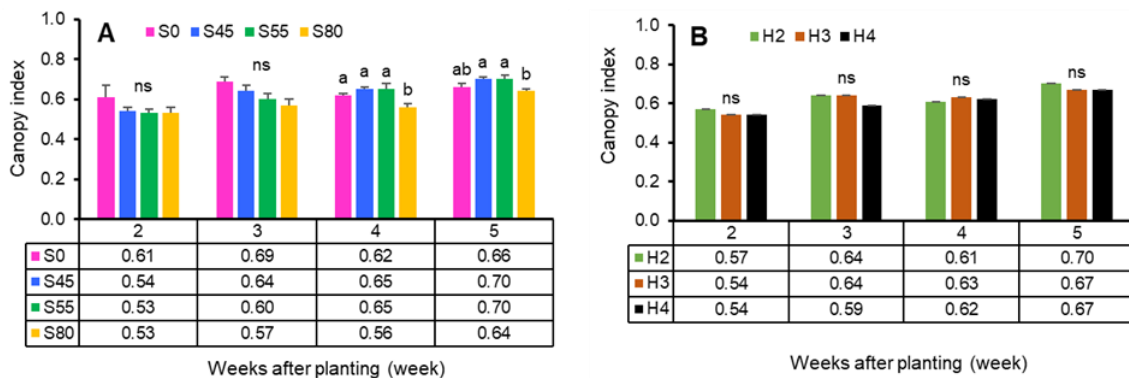 A
S0 S45 S55 S80
Canopy index
1.0
0.8
0.6
0.4
0.2
0.0
ns
ns
a a a b
ab a a b
2 3 4 5
S0 0.61 0.69 0.62 0.66
S45 0.54 0.64 0.65 0.70
S55 0.53 0.60 0.65 0.70
S80 0.53 0.57 0.56 0.64
Weeks after planting (week)
B
H2 H3 H4
Canopy index
1.0
0.8
0.6
0.4
0.2
0.0
ns
ns
ns
ns
2 3 4 5
H2 0.57 0.64 0.61 0.70
H3 0.54 0.64 0.63 0.67
H4 0.54 0.59 0.62 0.67
Weeks after planting (week)